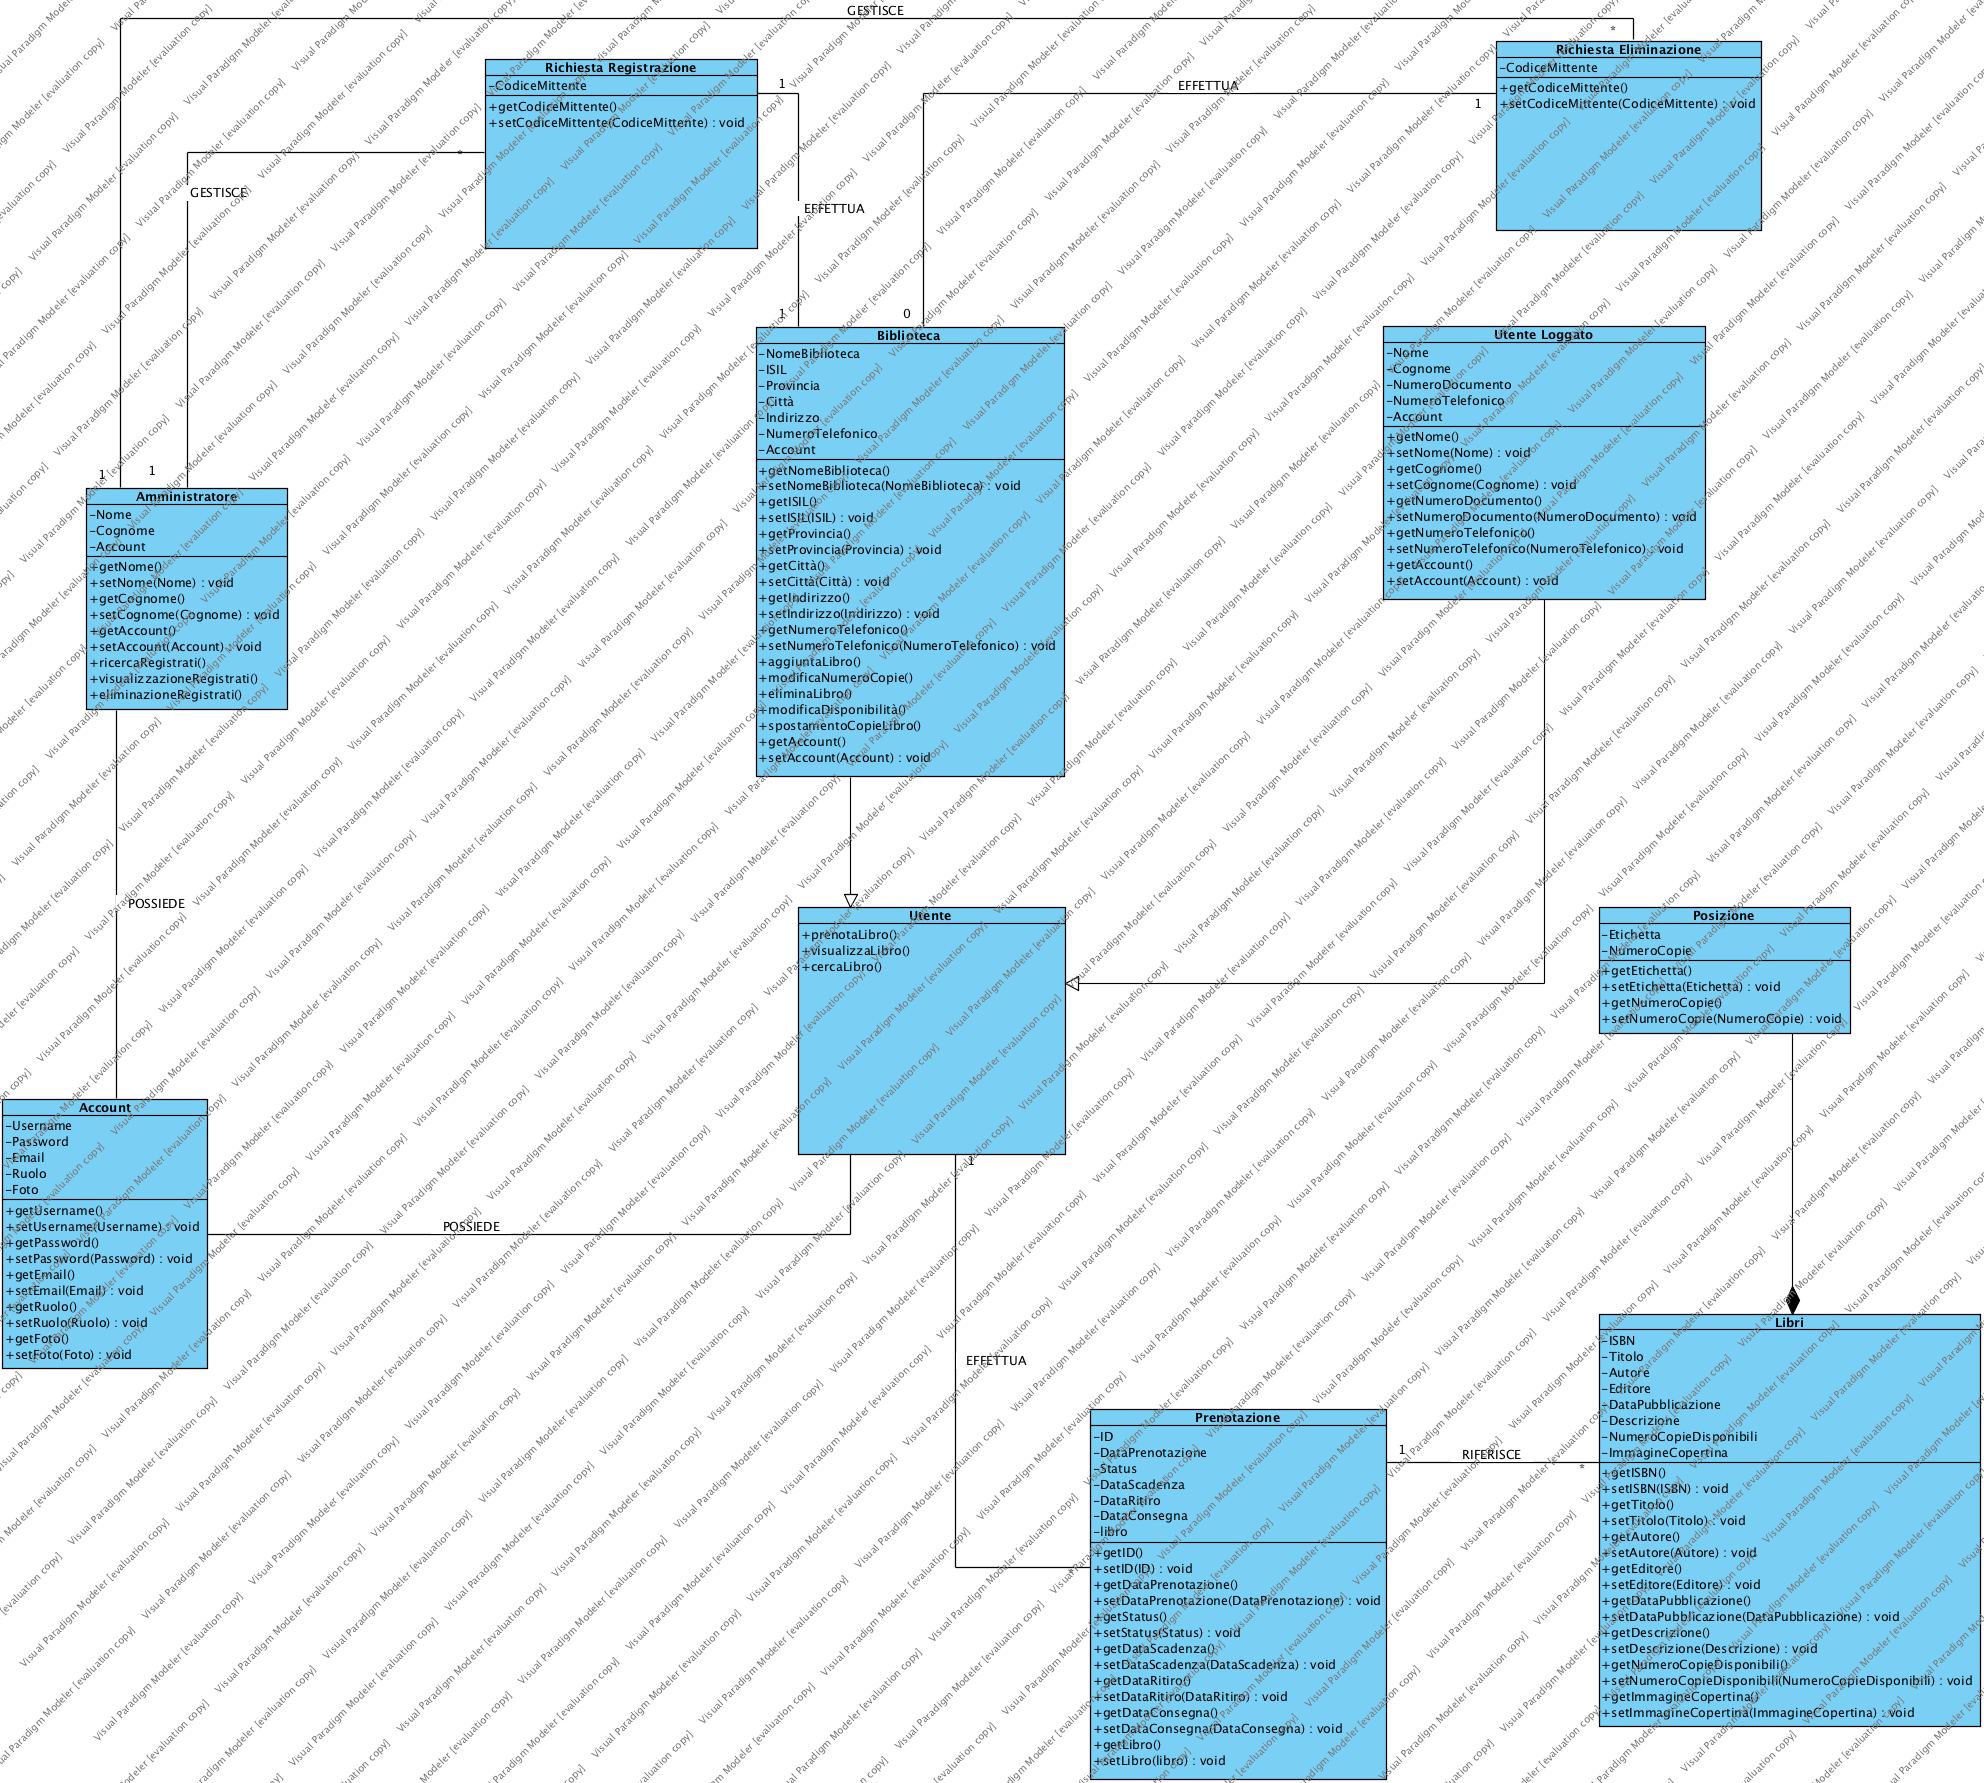 GESTISCE
*
Richiesta Eliminazione
-CodiceMittente
+getCodiceMittente()
+setCodiceMittente(CodiceMittente) : void
Richiesta Registrazione
-CodiceMittente
+getCodiceMittente()
+setCodiceMittente(CodiceMittente) : void
1
EFFETTUA
1
*
GESTISCE
EFFETTUA
1
0
1
1
Biblioteca
-NomeBiblioteca
-ISIL
-Provincia
-Città
-Indirizzo
-NumeroTelefonico
-Account
+getNomeBiblioteca()
+setNomeBiblioteca(NomeBiblioteca) : void
+getISIL()
+setISIL(ISIL) : void
+getProvincia()
+setProvincia(Provincia) : void
+getCittà()
+setCittà(Città) : void
+getIndirizzo()
+setIndirizzo(Indirizzo) : void
+getNumeroTelefonico()
+setNumeroTelefonico(NumeroTelefonico) : void
+aggiuntaLibro()
+modificaNumeroCopie()
+eliminaLibro()
+modificaDisponibilità()
+spostamentoCopieLibro()
+getAccount()
+setAccount(Account) : void
Utente Loggato
-Nome
-Cognome
-NumeroDocumento
-NumeroTelefonico
-Account
+getNome()
+setNome(Nome) : void
+getCognome()
+setCognome(Cognome) : void
+getNumeroDocumento()
+setNumeroDocumento(NumeroDocumento) : void
+getNumeroTelefonico()
+setNumeroTelefonico(NumeroTelefonico) : void
+getAccount()
+setAccount(Account) : void
Amministratore
-Nome
-Cognome
-Account
+getNome()
+setNome(Nome) : void
+getCognome()
+setCognome(Cognome) : void
+getAccount()
+setAccount(Account) : void
+ricercaRegistrati()
+visualizzazioneRegistrati()
+eliminazioneRegistrati()
POSSIEDE
Utente
+prenotaLibro()
+visualizzaLibro()
+cercaLibro()
Posizione
-Etichetta
-NumeroCopie
+getEtichetta()
+setEtichetta(Etichetta) : void
+getNumeroCopie()
+setNumeroCopie(NumeroCopie) : void
Account
-Username
-Password
-Email
-Ruolo
-Foto
+getUsername()
+setUsername(Username) : void
+getPassword()
+setPassword(Password) : void
+getEmail()
+setEmail(Email) : void
+getRuolo()
+setRuolo(Ruolo) : void
+getFoto()
+setFoto(Foto) : void
POSSIEDE
1
EFFETTUA
*
Prenotazione
-ID
-DataPrenotazione
-Status
-DataScadenza
-DataRitiro
-DataConsegna
-libro
+getID()
+setID(ID) : void
+getDataPrenotazione()
+setDataPrenotazione(DataPrenotazione) : void
+getStatus()
+setStatus(Status) : void
+getDataScadenza()
+setDataScadenza(DataScadenza) : void
+getDataRitiro()
+setDataRitiro(DataRitiro) : void
+getDataConsegna()
+setDataConsegna(DataConsegna) : void
+getLibro()
+setLibro(libro) : void
1
RIFERISCE
*
Libri
-ISBN
-Titolo
-Autore
-Editore
-DataPubblicazione
-Descrizione
-NumeroCopieDisponibili
-ImmagineCopertina
+getISBN()
+setISBN(ISBN) : void
+getTitolo()
+setTitolo(Titolo) : void
+getAutore()
+setAutore(Autore) : void
+getEditore()
+setEditore(Editore) : void
+getDataPubblicazione()
+setDataPubblicazione(DataPubblicazione) : void
+getDescrizione()
+setDescrizione(Descrizione) : void
+getNumeroCopieDisponibili()
+setNumeroCopieDisponibili(NumeroCopieDisponibili) : void
+getImmagineCopertina()
+setImmagineCopertina(ImmagineCopertina) : void
Visual Paradigm Modeler [evaluation copy]